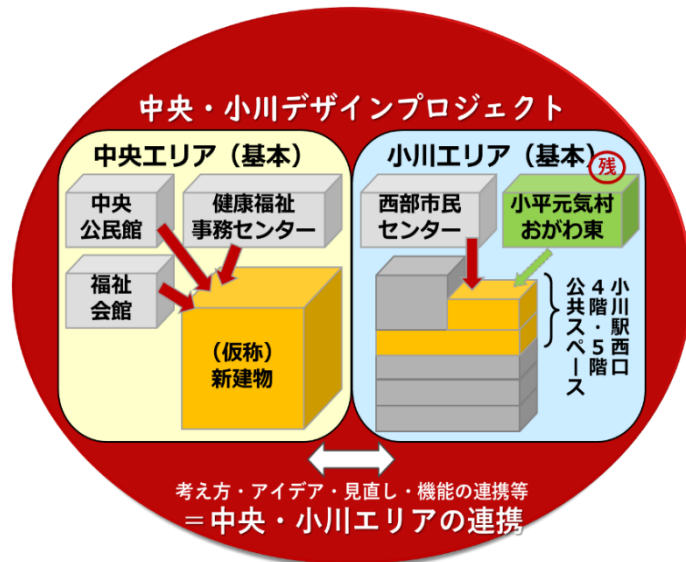 中央・小川デザインプロジェクト
中央エリア（基本）
中央
公民館
健康福祉
事務センター
福祉
会館
（仮称）
新建物
小川エリア（基本）
残
西部市民
センター
小平元気村
おがわ東
小川駅西口
４階・５階
公共スペース
考え方・アイデア・見直し・機能の連携等
＝中央・小川エリアの連携